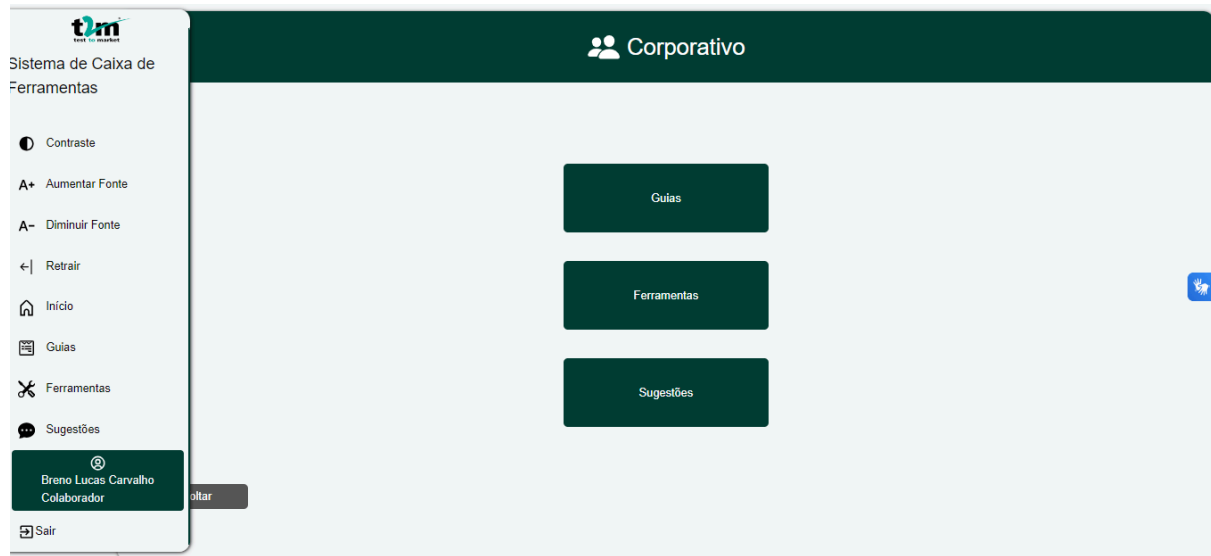 t2m
test to market
Sistema de Caixa de
Ferramentas
Contraste
A+ Aumentar Fonte
A- Diminuir Fonte
Retrair
Início
Guias
Ferramentas
Sugestões
Breno Lucas Carvalho
Colaborador
Sair
Corporativo
Guias
Ferramentas
Sugestões
oltar